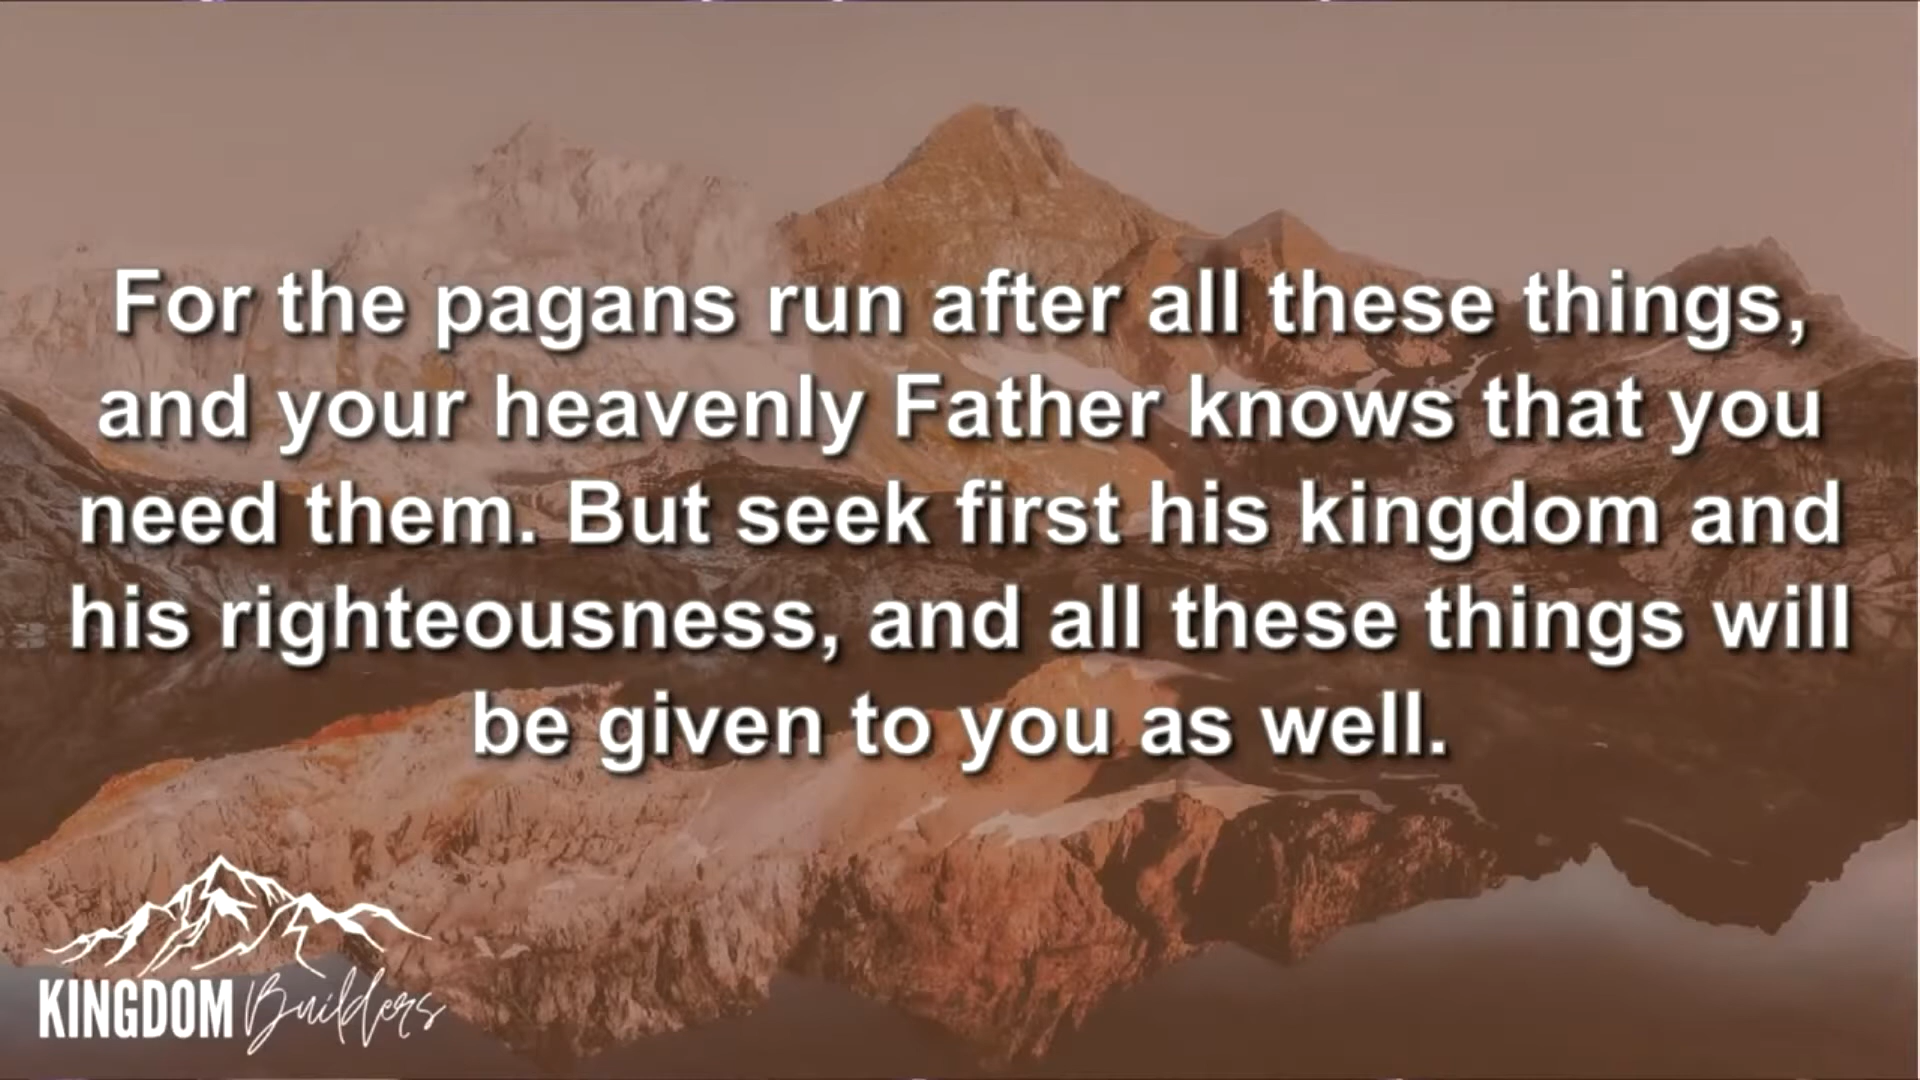 For the pagans run after all these things,
and your heavenly Father knows that you
need them. But seek first his kingdom and
his righteousness, and all these things will
be given to you as well.
KINGDOM Builders